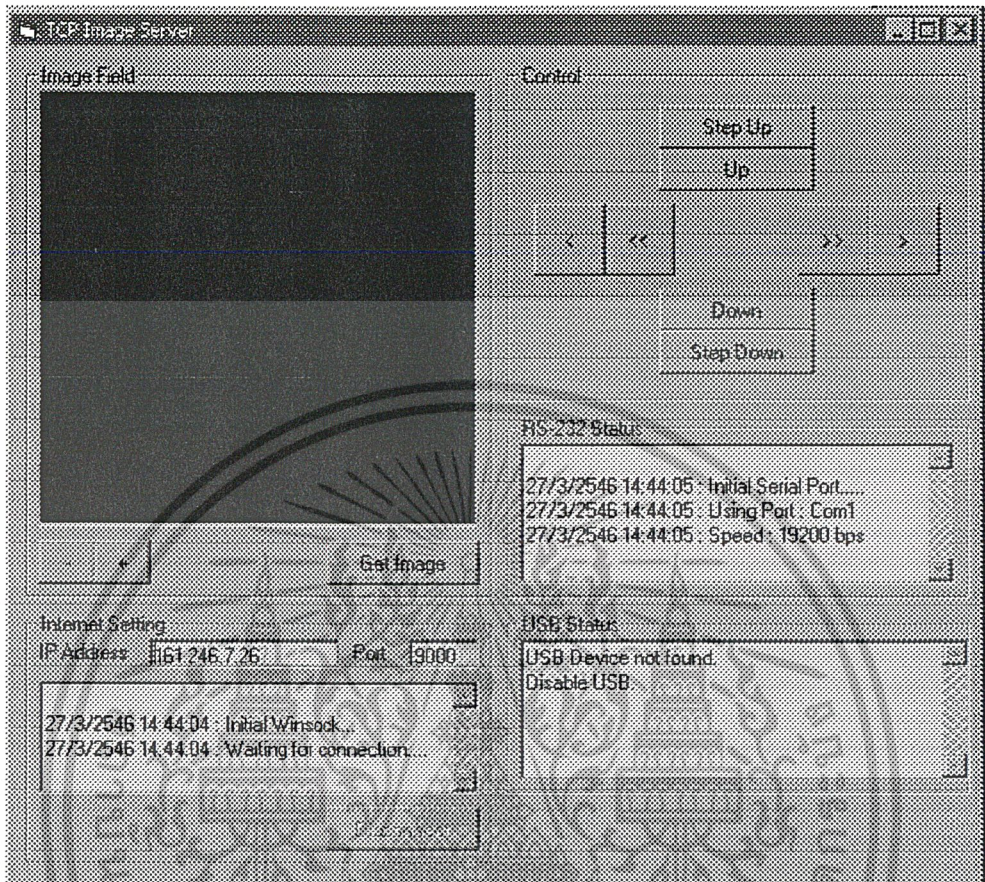 TCP Image Server
Image Field
Control
Step Up
Up
< << >> >
Down
Step Down
RS-232 Status
27/3/2546 14:44:05 : Initial Serial Port.....
27/3/2546 14:44:05 : Using Port : Com1
27/3/2546 14:44:05 : Speed : 19200 bps
- + Get Image
Internet Setting
IP Address 161.246.7.26 Port 9000
27/3/2546 14:44:04 : Initial Winsock...
27/3/2546 14:44:04 : Waiting for connection....
USB Status
USB Device not found.
Disable USB.